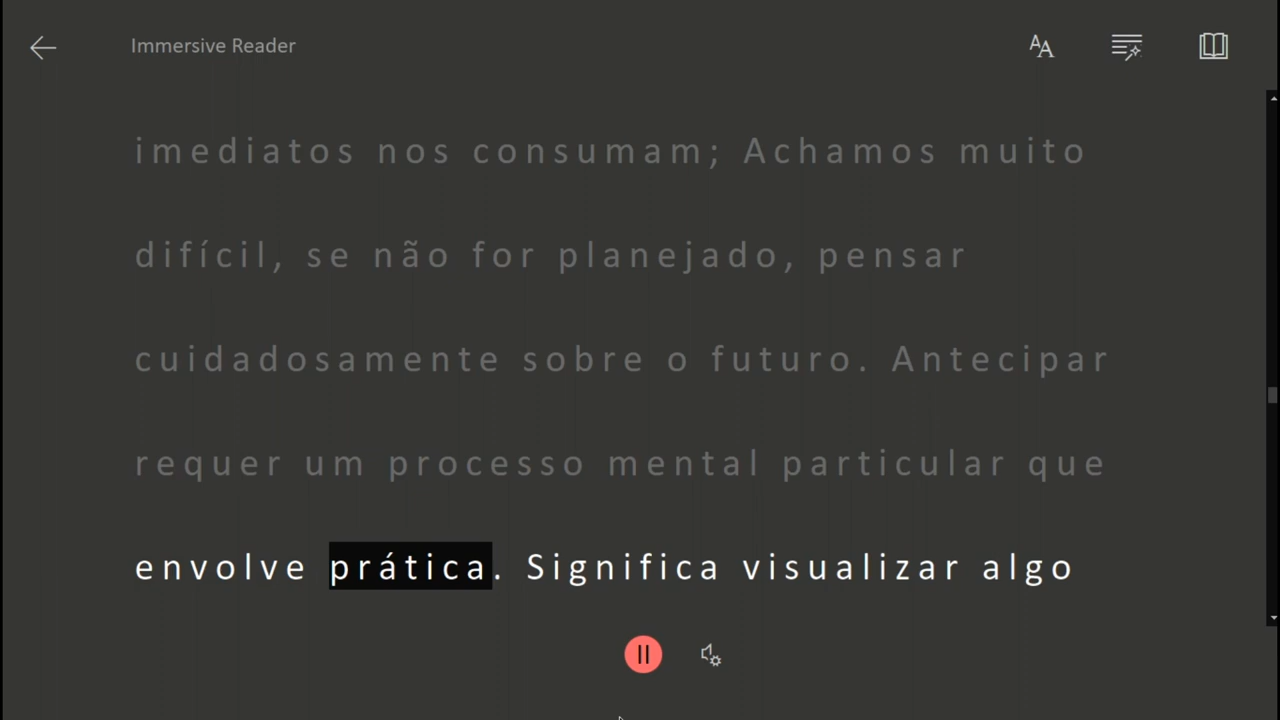 Immersive Reader
imediatos nos consumam; Achamos muito
difícil, se não for planejado, pensar
cuidadosamente sobre o futuro. Antecipar
requer um processo mental particular que
envolve prática. Significa visualizar algo